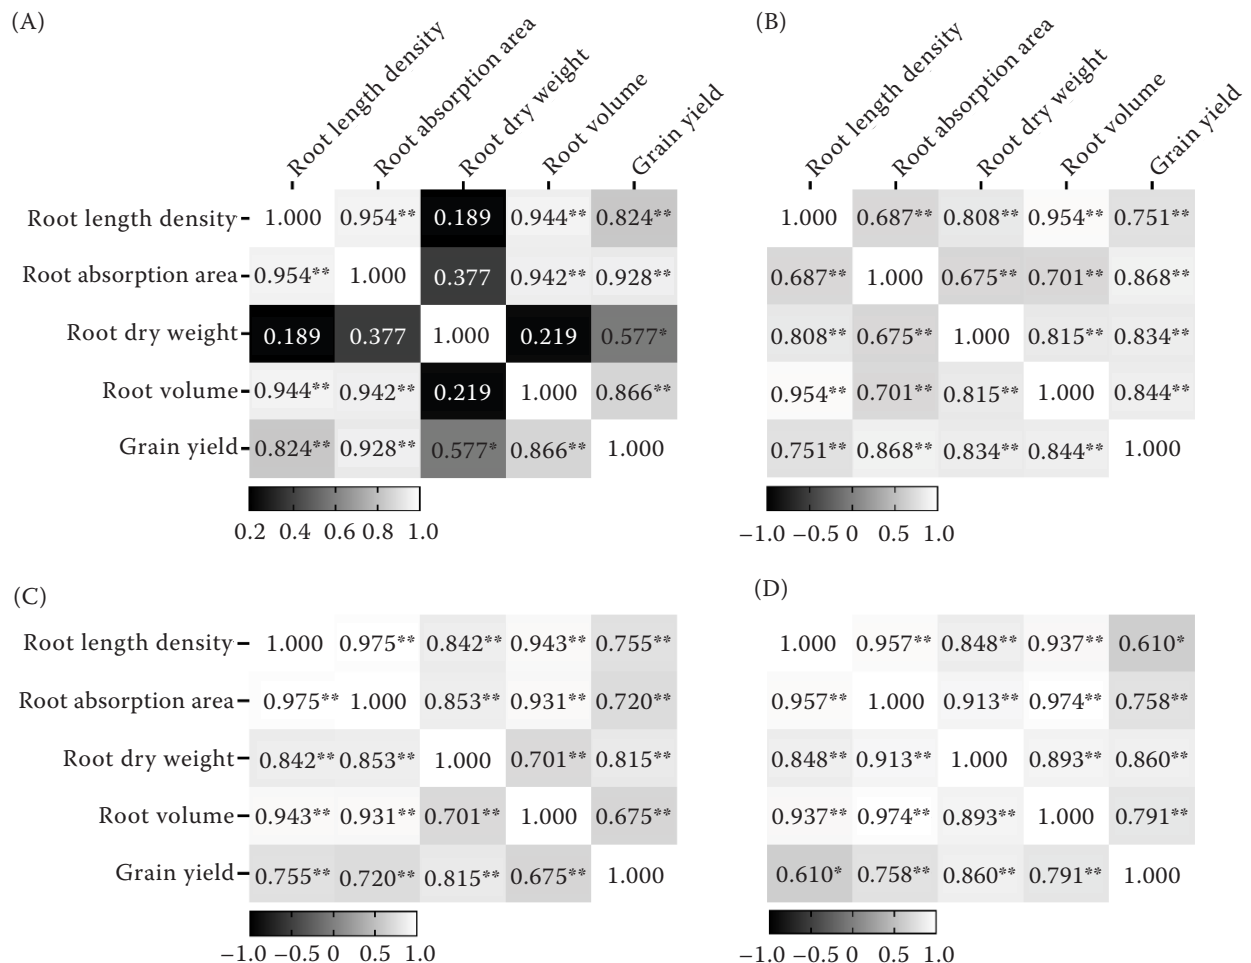 (A)
Root length density
Root absorption area
Root dry weight
Root volume
Grain yield
Root length density 1.000 0.954** 0.189 0.944** 0.824**
Root absorption area 0.954** 1.000 0.377 0.942** 0.928**
Root dry weight 0.189 0.377 1.000 0.219 0.577*
Root volume 0.944** 0.942** 0.219 1.000 0.866**
Grain yield 0.824** 0.928** 0.577* 0.866** 1.000
0.2 0.4 0.6 0.8 1.0
(B)
Root length density
Root absorption area
Root dry weight
Root volume
Grain yield
1.000 0.687** 0.808** 0.954** 0.751**
0.687** 1.000 0.675** 0.701** 0.868**
0.808** 0.675** 1.000 0.815** 0.834**
0.954** 0.701** 0.815** 1.000 0.844**
0.751** 0.868** 0.834** 0.844** 1.000
−1.0 −0.5 0 0.5 1.0
(C)
Root length density 1.000 0.975** 0.842** 0.943** 0.755**
Root absorption area 0.975** 1.000 0.853** 0.931** 0.720**
Root dry weight 0.842** 0.853** 1.000 0.701** 0.815**
Root volume 0.943** 0.931** 0.701** 1.000 0.675**
Grain yield 0.755** 0.720** 0.815** 0.675** 1.000
−1.0 −0.5 0 0.5 1.0
(D)
1.000 0.957** 0.848** 0.937** 0.610*
0.957** 1.000 0.913** 0.974** 0.758**
0.848** 0.913** 1.000 0.893** 0.860**
0.937** 0.974** 0.893** 1.000 0.791**
0.610* 0.758** 0.860** 0.791** 1.000
−1.0 −0.5 0 0.5 1.0